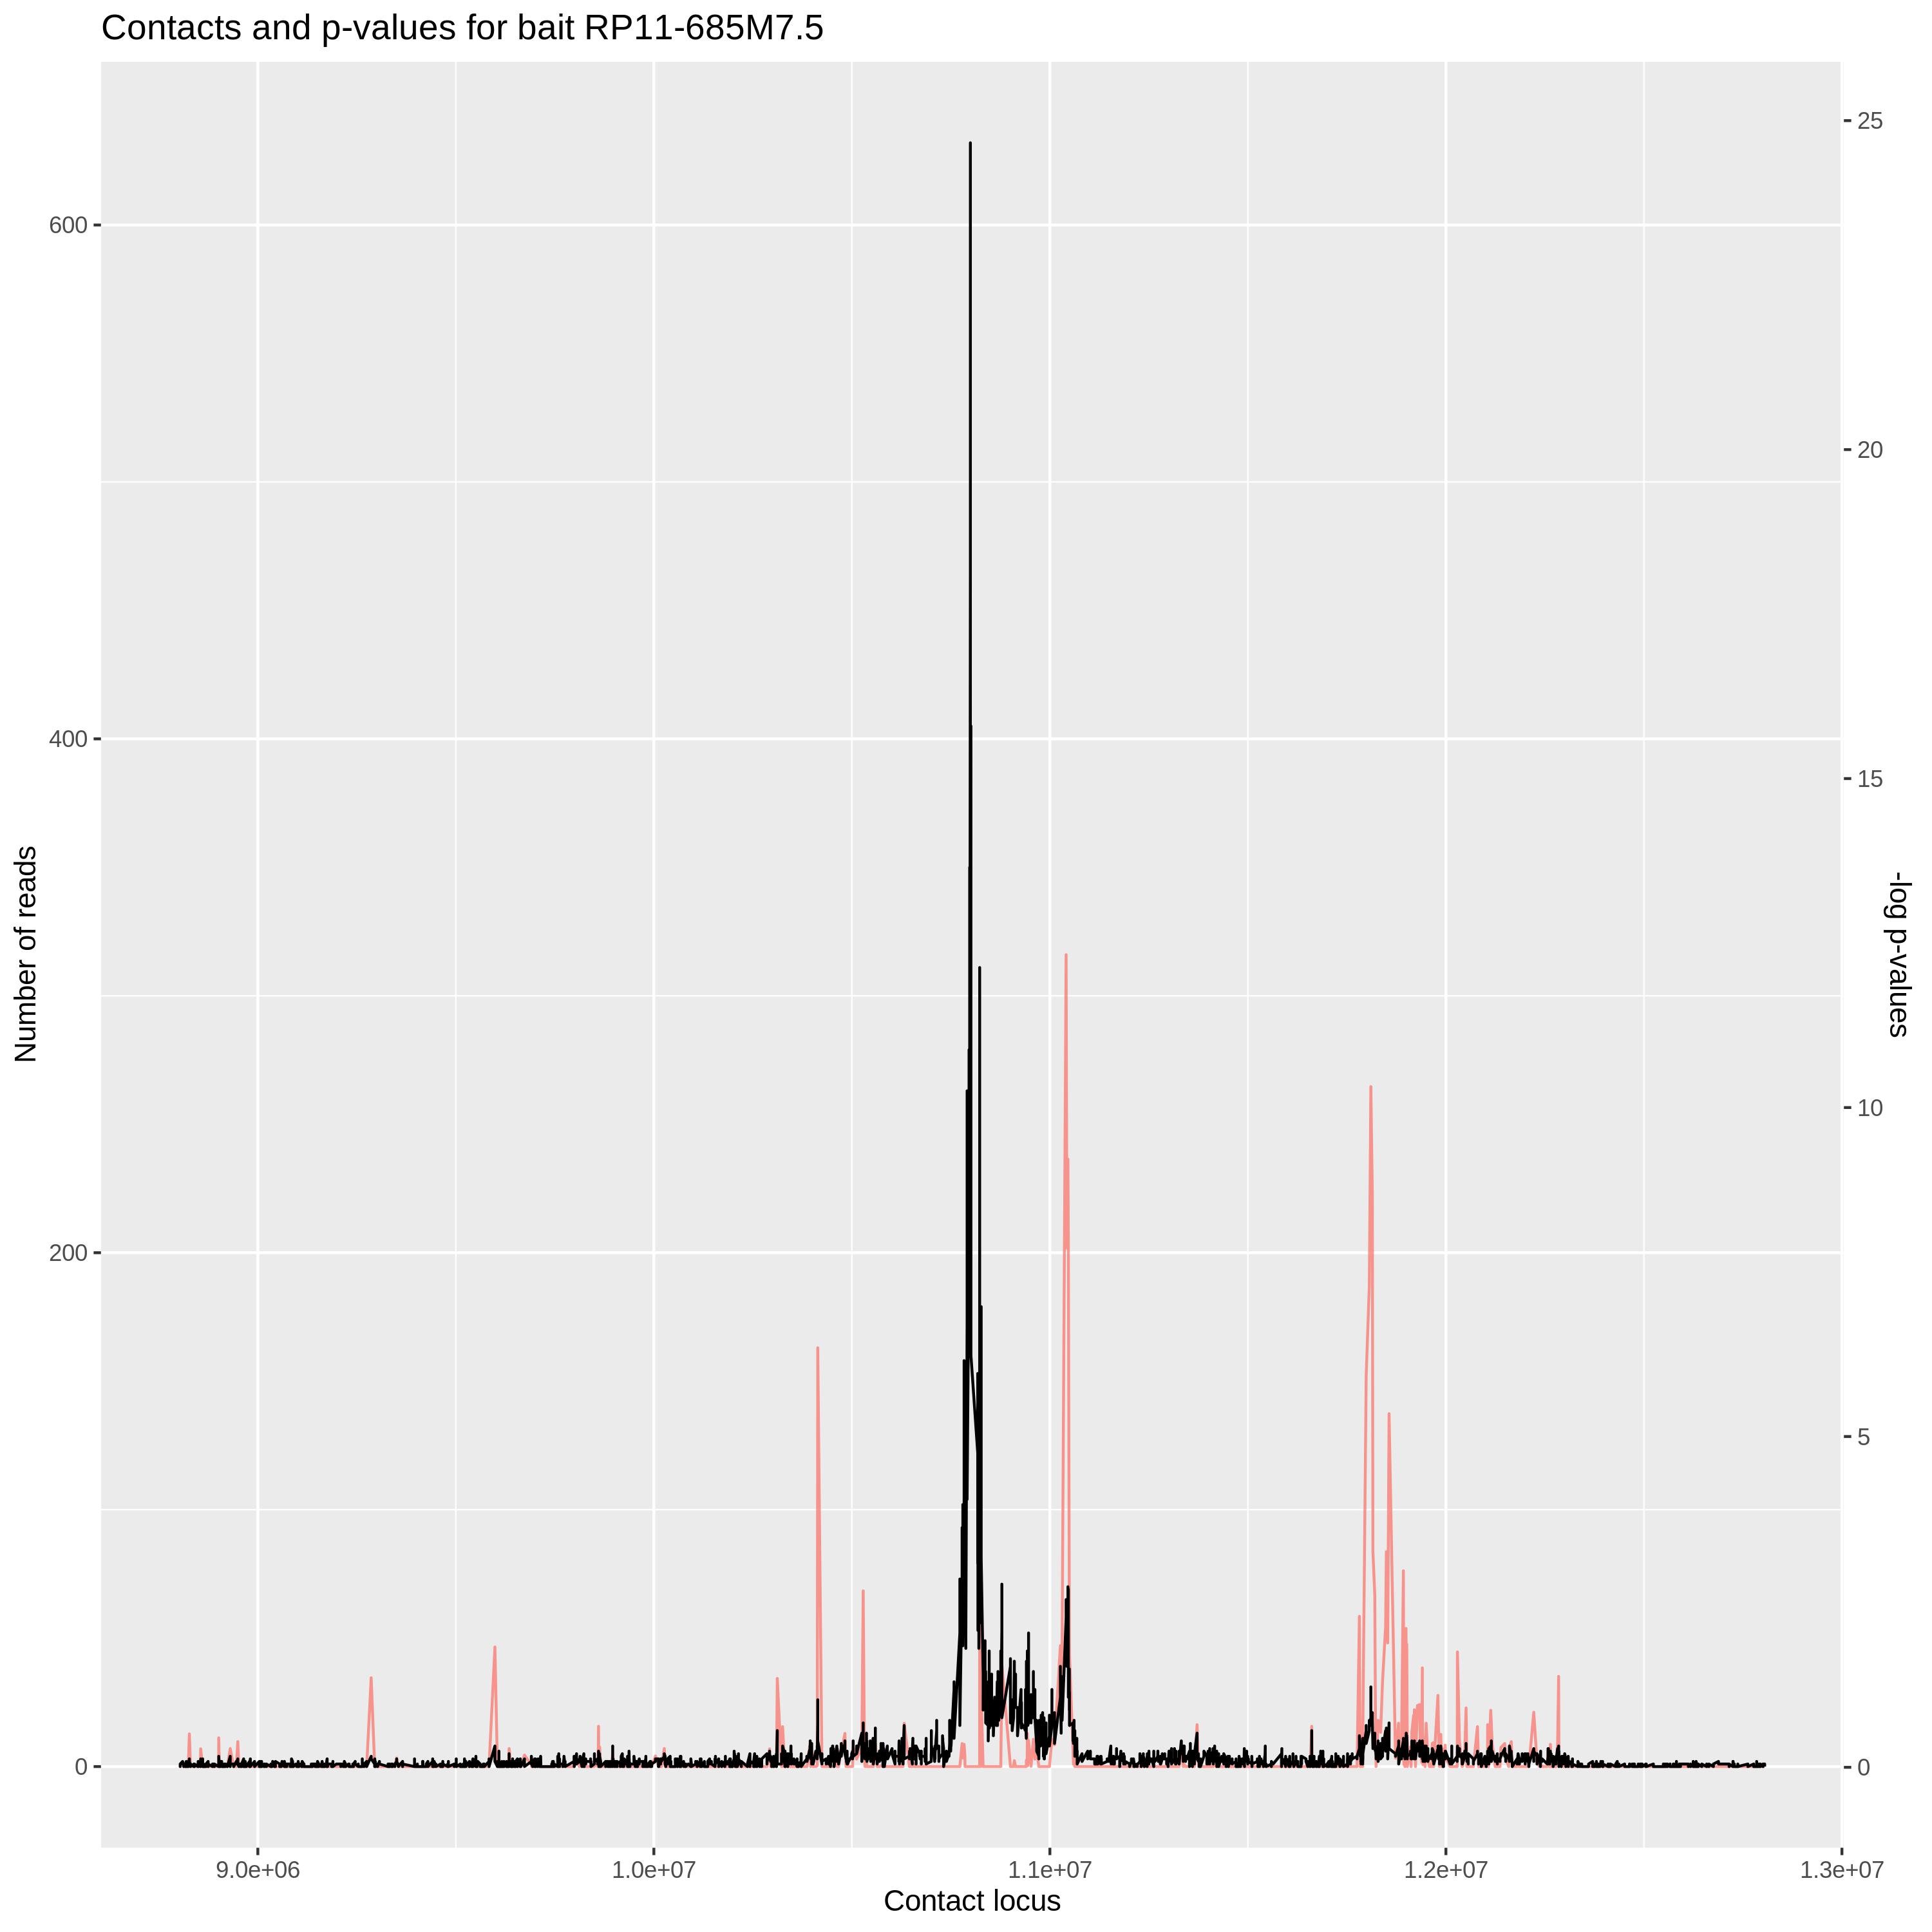 Contacts and p-values for bait RP11-685M7.5
Number of reads
600
400
200
0
25
20
15
10
5
0
-log p-values
9.0e+06
1.0e+07
1.1e+07
1.2e+07
1.3e+07
Contact locus